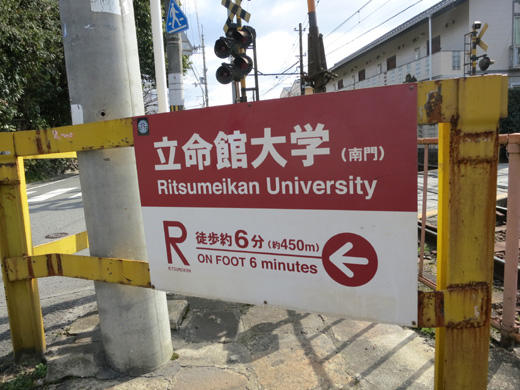 立命館大学(南門)
Ritsumeikan University
R
RITSUMEIKAN
徒歩約6分(約450m)
ON FOOT 6 minutes